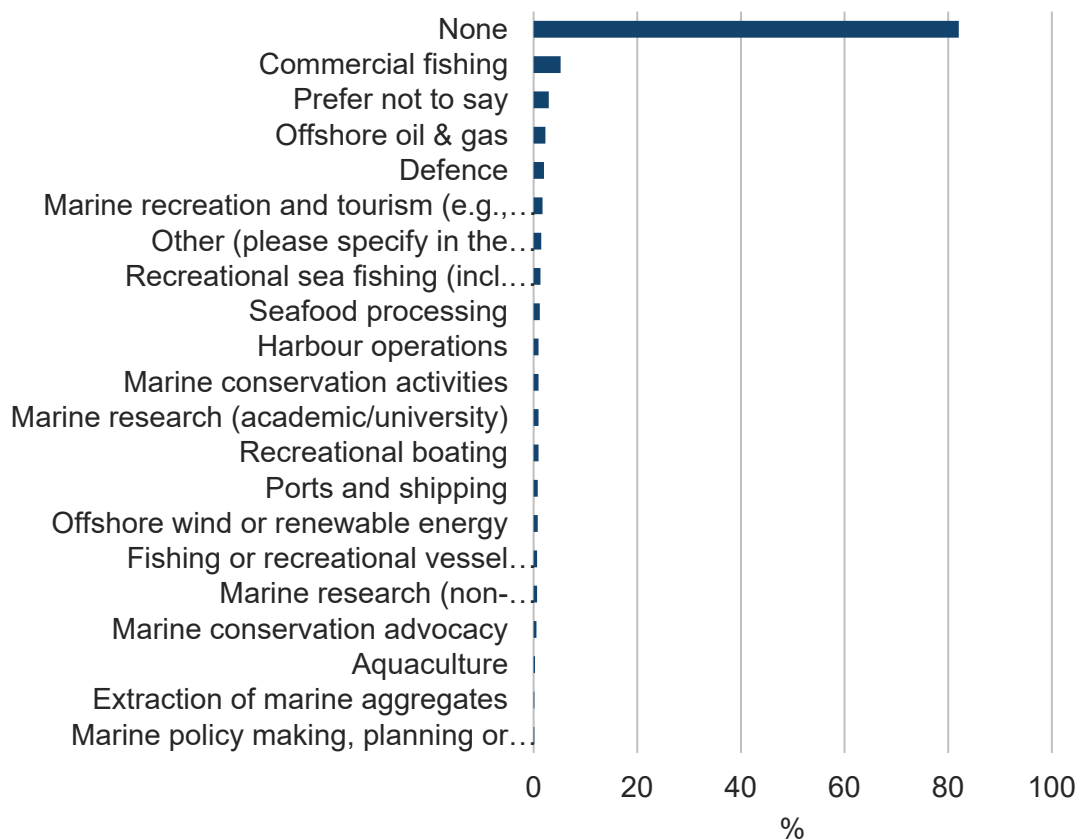 None
Commercial fishing
Prefer not to say
Offshore oil & gas
Defence
Marine recreation and tourism (e.g.,…
Other (please specify in the…
Recreational sea fishing (incl.…
Seafood processing
Harbour operations
Marine conservation activities
Marine research (academic/university)
Recreational boating
Ports and shipping
Offshore wind or renewable energy
Fishing or recreational vessel…
Marine research (non-…
Marine conservation advocacy
Aquaculture
Extraction of marine aggregates
Marine policy making, planning or…
0 20 40 60 80 100
%